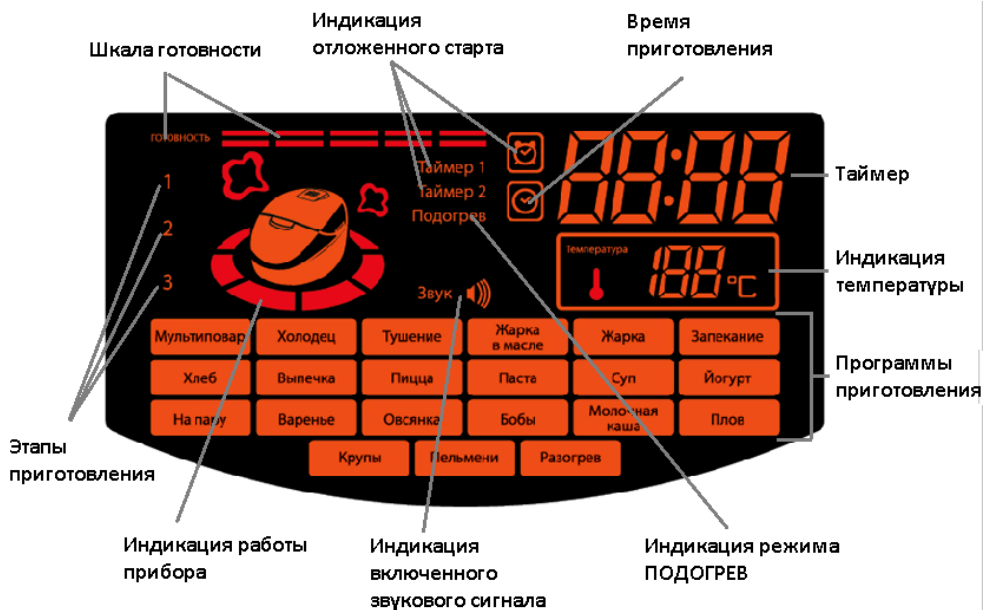 Индикация
отложенного старта
Время
приготовления
Шкала готовности
ГОТОВНОСТЬ
1
2
3
Таймер 1
Таймер 2
Подогрев
Звук
88:88
Таймер
Температура
188 °C
Индикация
температуры
Мультиповар Холодец Тушение Жарка в масле Жарка Запекание
Хлеб Выпечка Пицца Паста Суп Йогурт
На пару Варенье Овсянка Бобы Молочная каша Плов
Крупы Пельмени Разогрев
Программы
приготовления
Этапы
приготовления
Индикация работы
прибора
Индикация
включенного
звукового сигнала
Индикация режима
ПОДОГРЕВ